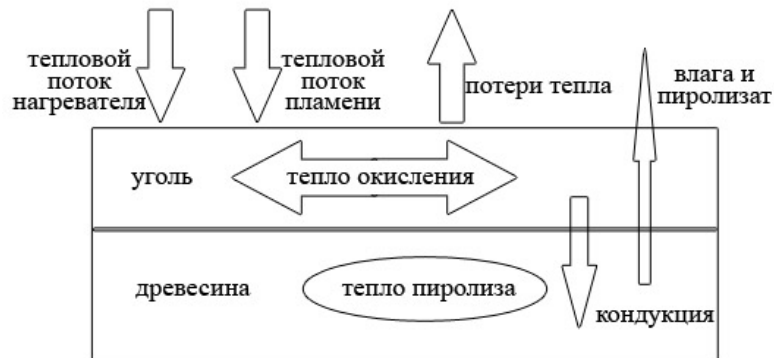 тепловой
поток
нагревателя
тепловой
поток
пламени
потери тепла
влага и
пиролизат
уголь
тепло окисления
древесина
тепло пиролиза
кондукция